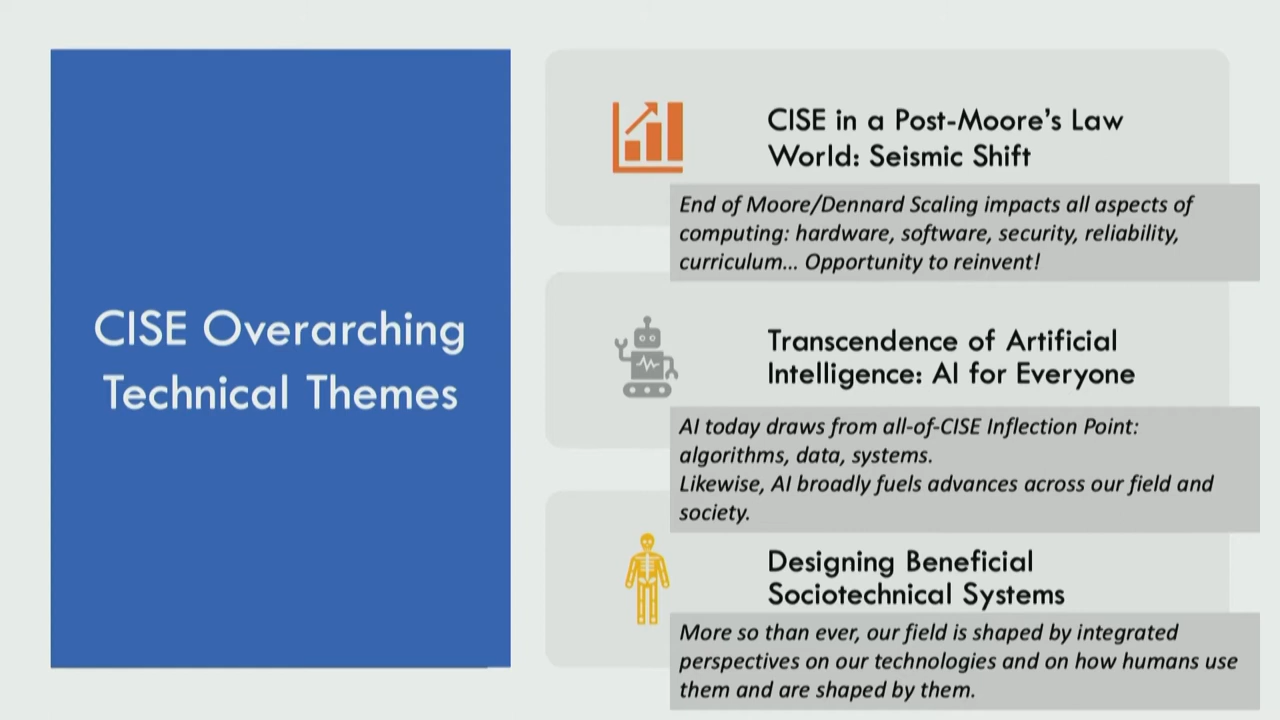 CISE Overarching
Technical Themes
CISE in a Post-Moore's Law
World: Seismic Shift
End of Moore/Dennard Scaling impacts all aspects of
computing: hardware, software, security, reliability,
curriculum... Opportunity to reinvent!
Transcendence of Artificial
Intelligence: AI for Everyone
AI today draws from all-of-CISE Inflection Point:
algorithms, data, systems.
Likewise, AI broadly fuels advances across our field and
society.
Designing Beneficial
Sociotechnical Systems
More so than ever, our field is shaped by integrated
perspectives on our technologies and on how humans use
them and are shaped by them.